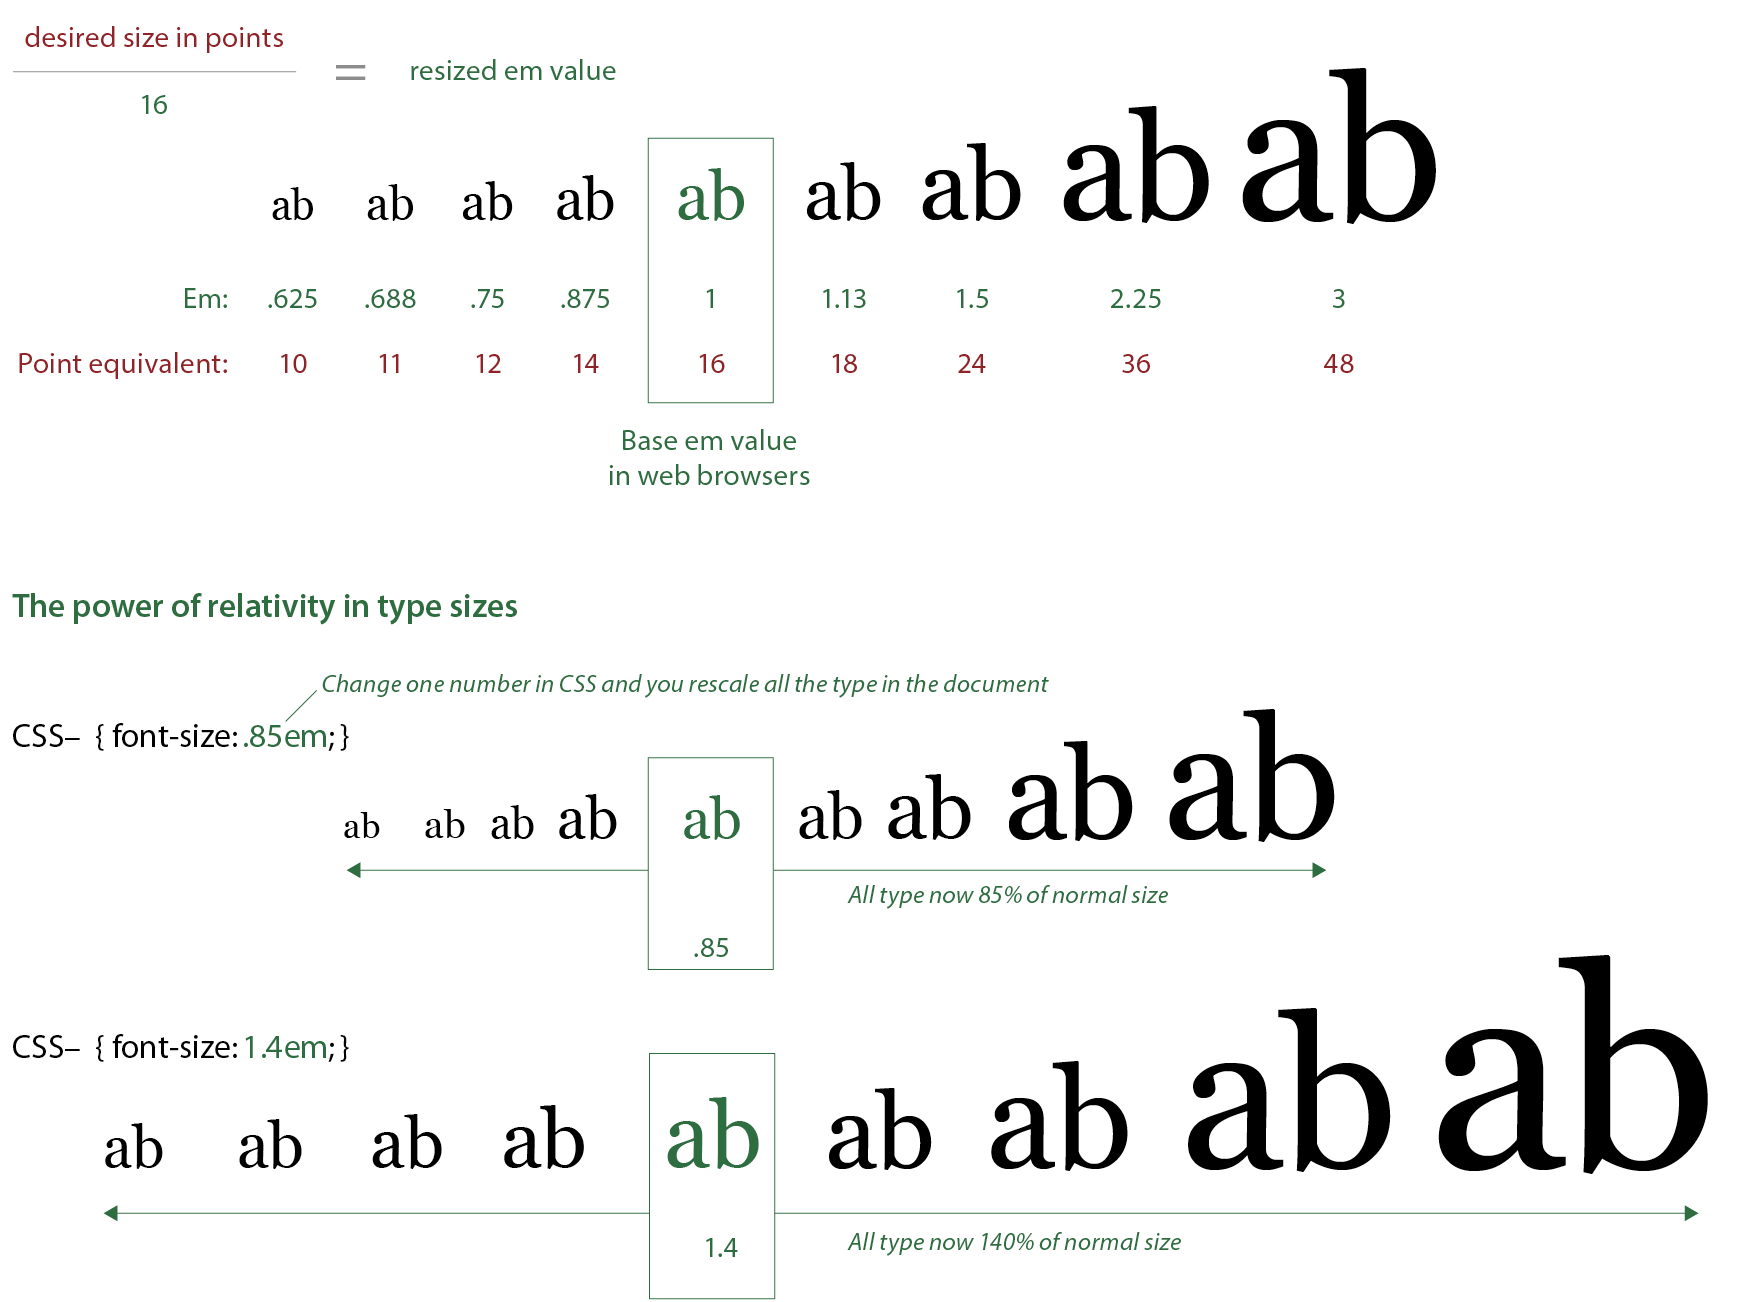 desired size in points
16
= resized em value
ab ab ab ab ab ab ab ab ab
Em: .625 .688 .75 .875 1 1.13 1.5 2.25 3
Point equivalent: 10 11 12 14 16 18 24 36 48
Base em value
in web browsers
The power of relativity in type sizes
Change one number in CSS and you rescale all the type in the document
CSS– { font-size: .85em; }
ab ab ab ab ab ab ab ab ab
All type now 85% of normal size
.85
CSS– { font-size: 1.4em; }
ab ab ab ab ab ab ab ab ab
All type now 140% of normal size
1.4